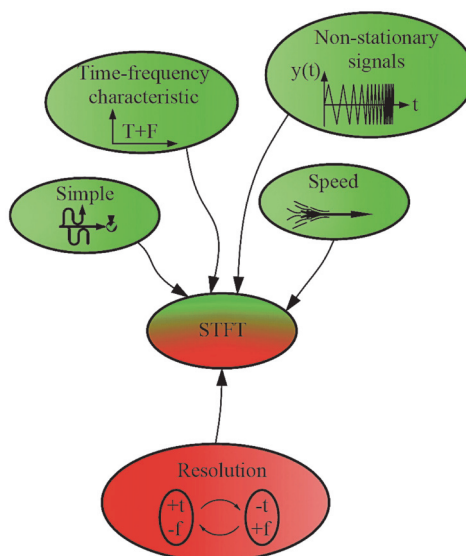 Non-stationary
signals
y(t)
t
Time-frequency
characteristic
T+F
Simple
Speed
STFT
Resolution
+t
-f
-t
+f